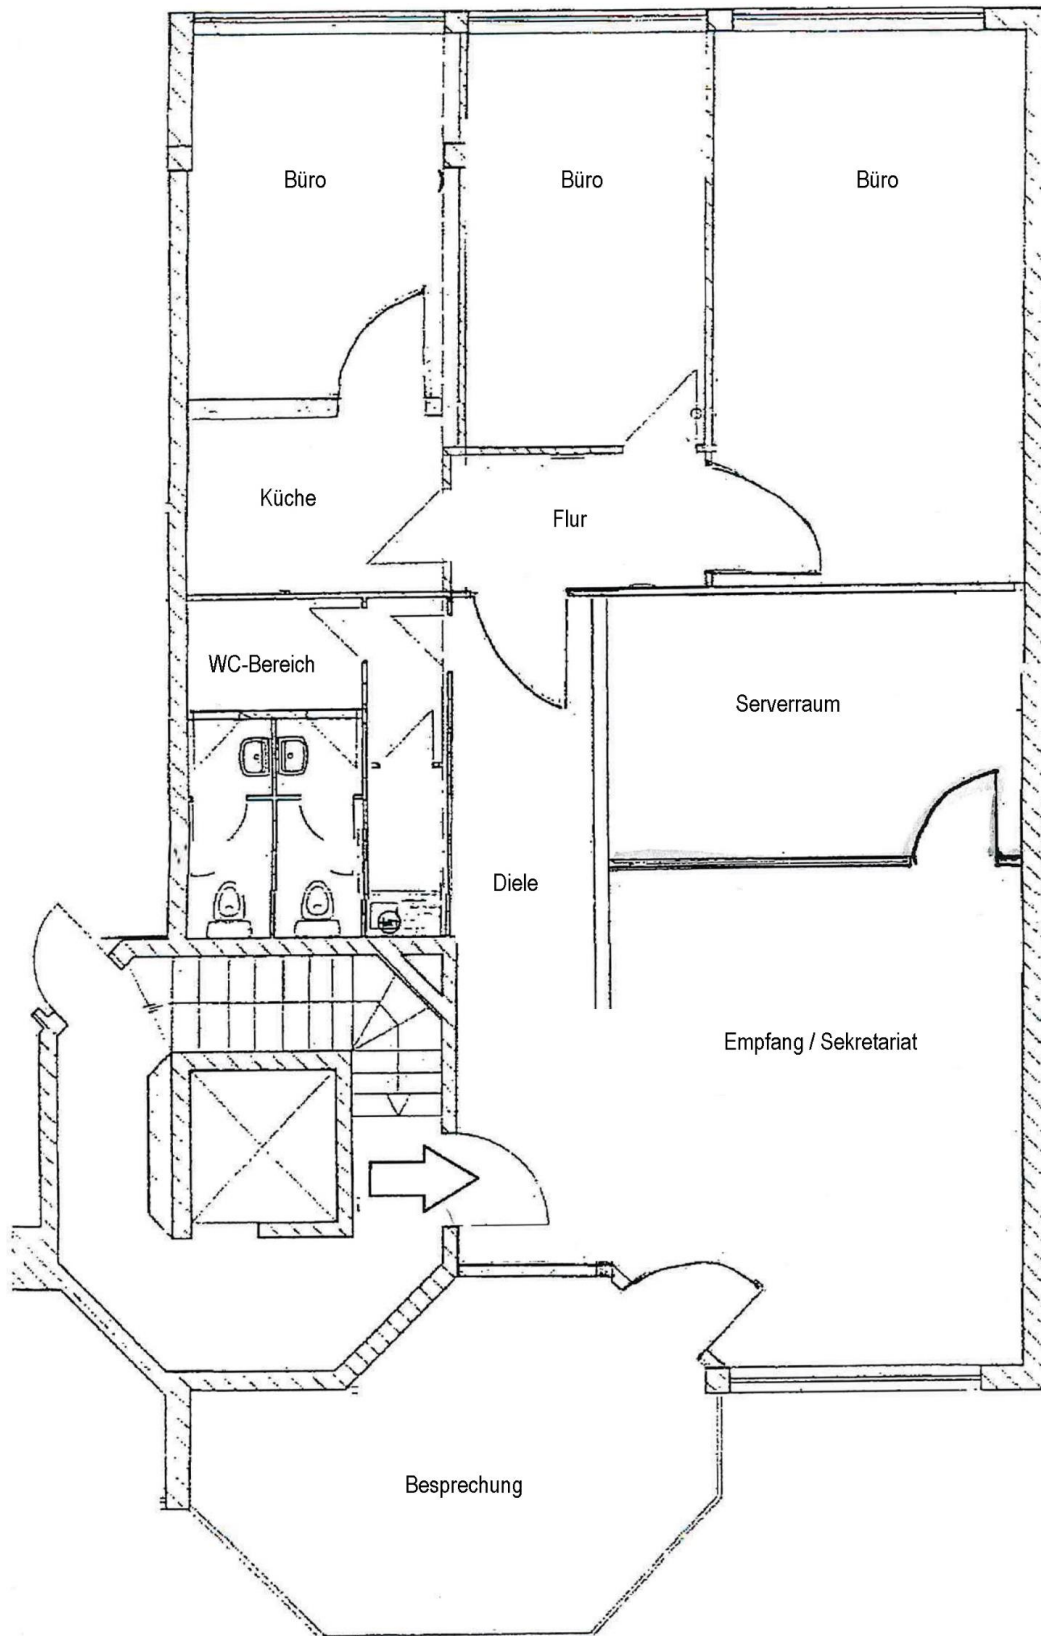 Büro
Büro
Büro
Küche
Flur
WC-Bereich
Serverraum
Diele
Empfang / Sekretariat
Besprechung